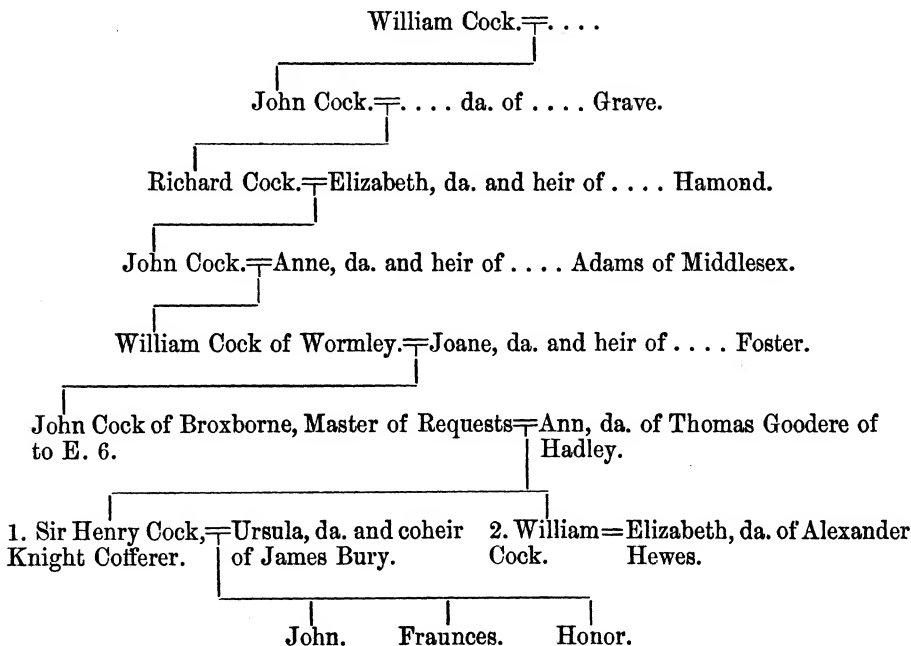 William Cock.=. . . .
John Cock.=. . . . da. of . . . . Grave.
Richard Cock.=Elizabeth, da. and heir of . . . . Hamond.
John Cock.=Anne, da. and heir of . . . . Adams of Middlesex.
William Cock of Wormley.=Joane, da. and heir of . . . . Foster.
John Cock of Broxborne, Master of Requests=Ann, da. of Thomas Goodere of
to E. 6. Hadley.
1. Sir Henry Cock,=Ursula, da. and coheir 2. William=Elizabeth, da. of Alexander
Knight Cofferer. of James Bury. Cock. Hewes.
John. Fraunces. Honor.